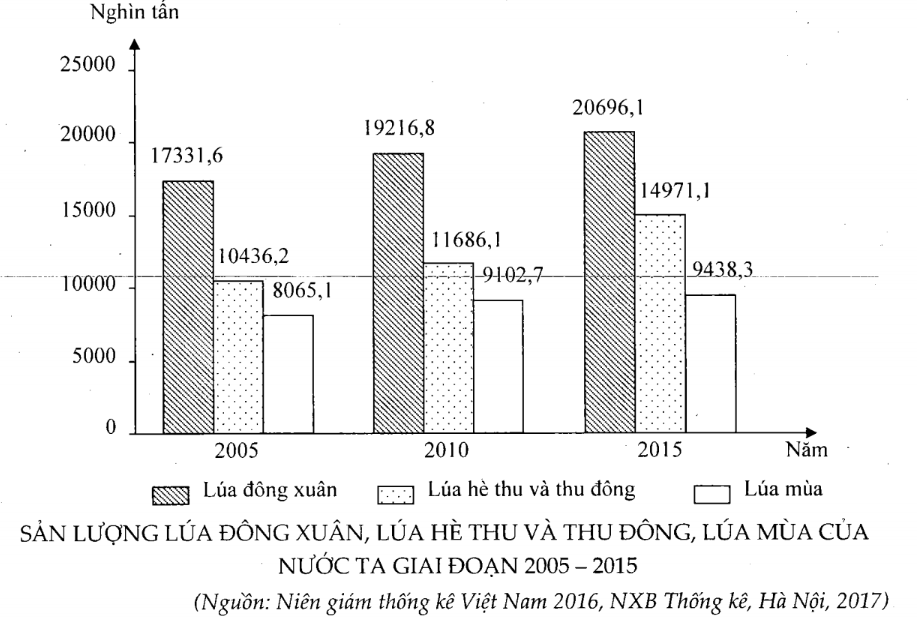 Nghìn tấn
25000
20000
15000
10000
5000
0
17331,6
10436,2
8065,1
19216,8
11686,1
9102,7
20696,1
14971,1
9438,3
2005
2010
2015
Năm
Lúa đông xuân
Lúa hè thu và thu đông
Lúa mùa
SẢN LƯỢNG LÚA ĐÔNG XUÂN, LÚA HÈ THU VÀ THU ĐÔNG, LÚA MÙA CỦA
NƯỚC TA GIAI ĐOẠN 2005 – 2015
(Nguồn: Niên giám thống kê Việt Nam 2016, NXB Thống kê, Hà Nội, 2017)